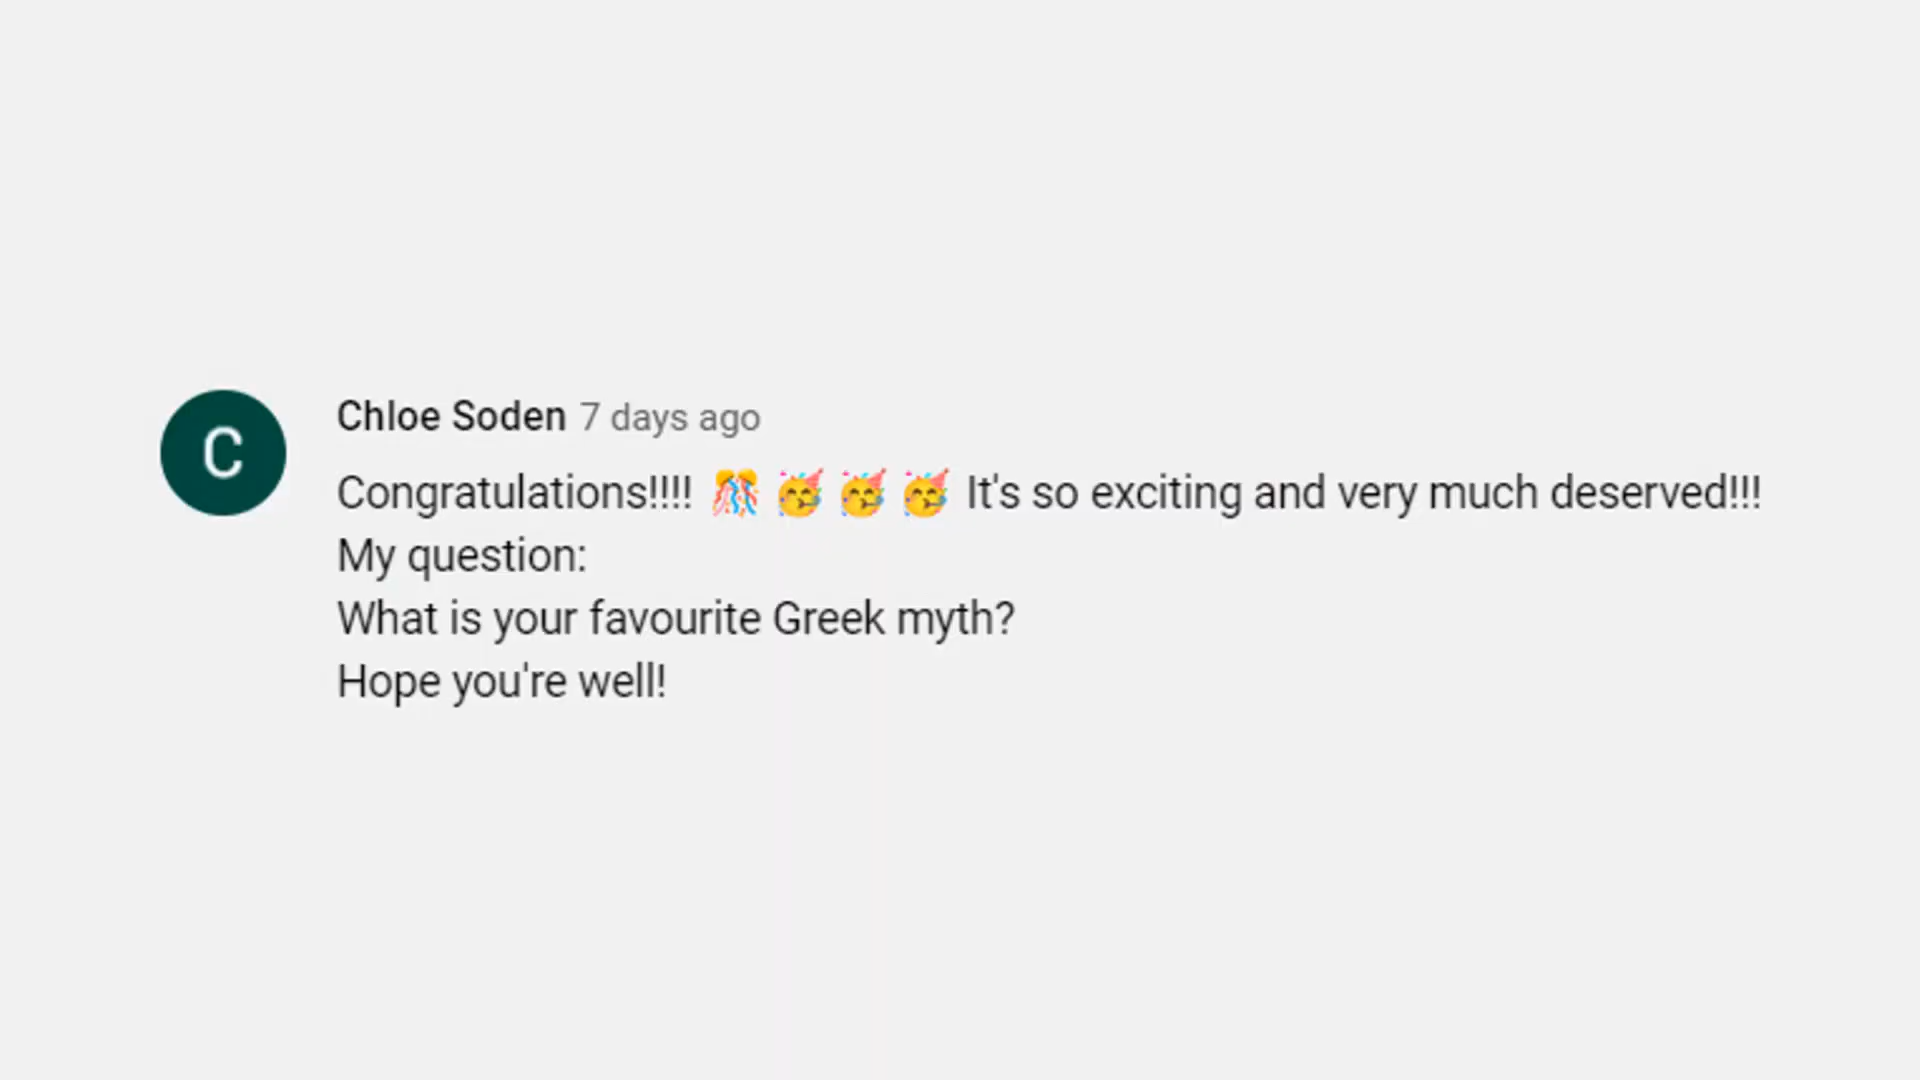 C
Chloe Soden 7 days ago
Congratulations!!!! 🎊 🥳 🥳 🥳 It's so exciting and very much deserved!!!
My question:
What is your favourite Greek myth?
Hope you're well!